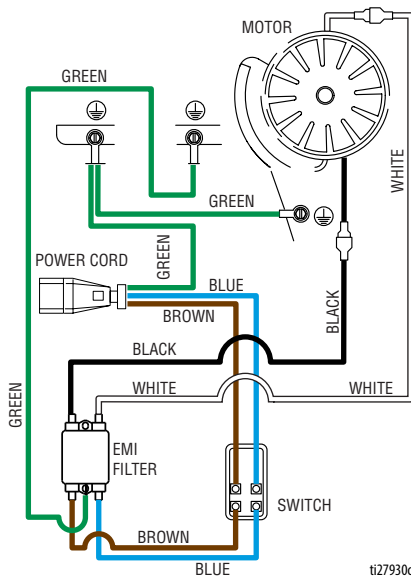 MOTOR
GREEN
WHITE
GREEN
GREEN
POWER CORD
BLUE
BROWN
BLACK
BLACK
WHITE
WHITE
GREEN
EMI
FILTER
SWITCH
BROWN
BLUE